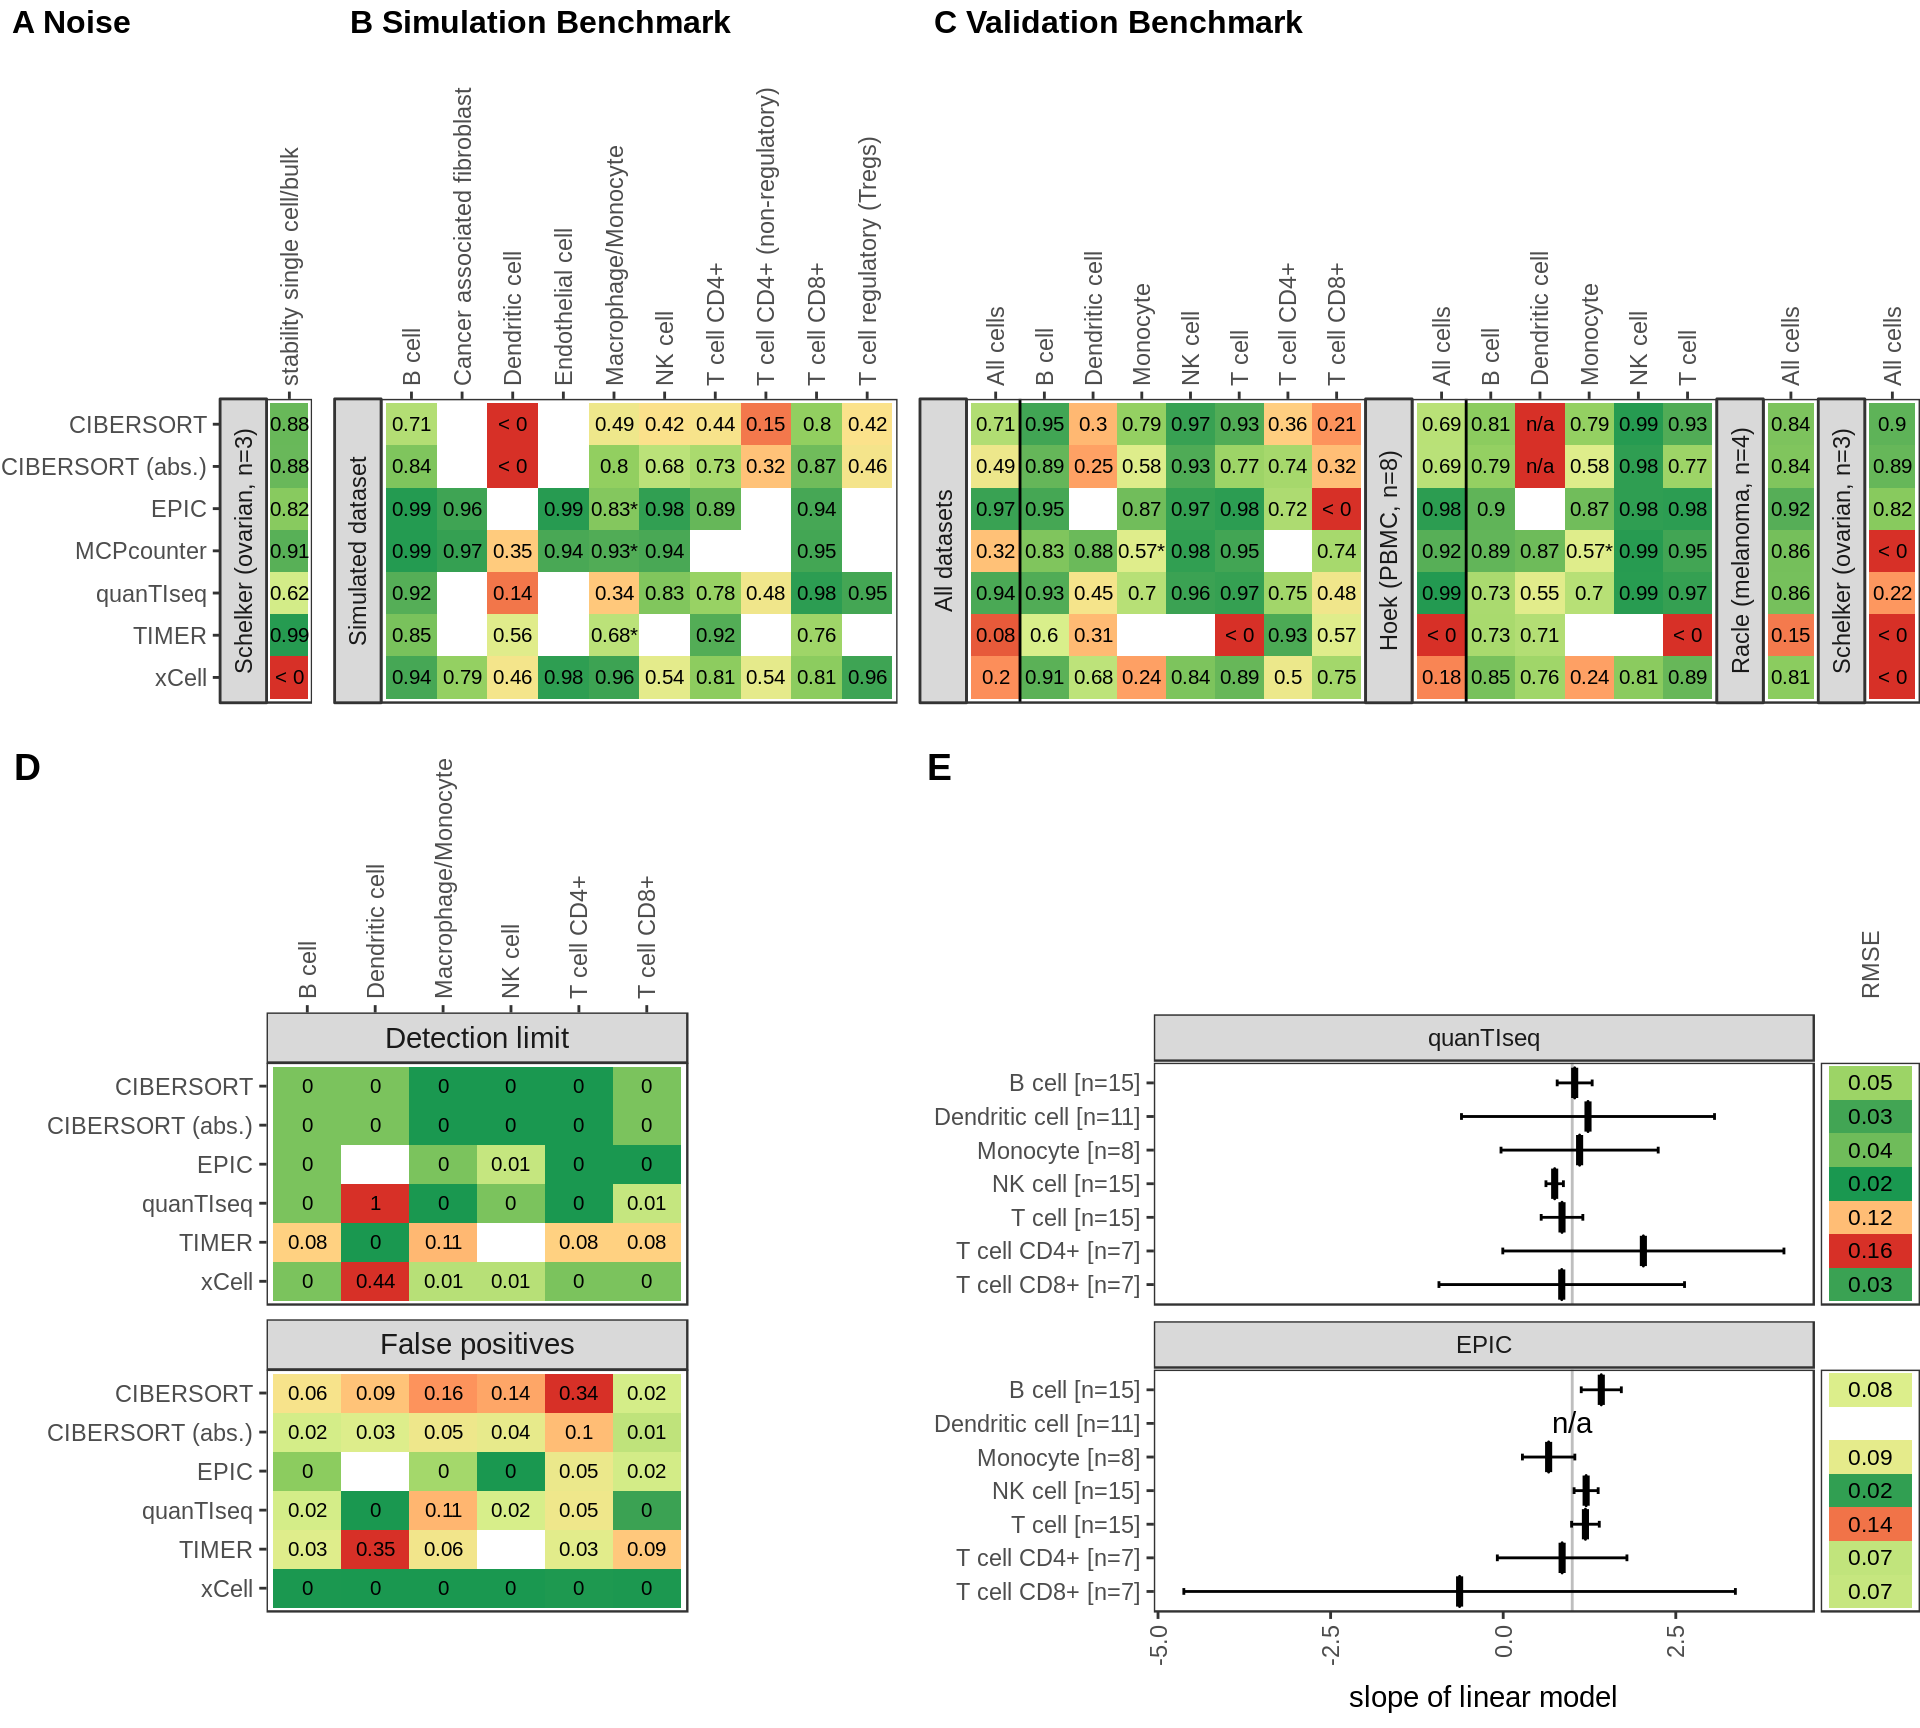 A Noise
B Simulation Benchmark
C Validation Benchmark
stability single cell/bulk
B cell
Cancer associated fibroblast
Dendritic cell
Endothelial cell
Macrophage/Monocyte
NK cell
T cell CD4+
T cell CD4+ (non-regulatory)
T cell CD8+
T cell regulatory (Tregs)
All cells
B cell
Dendritic cell
Monocyte
NK cell
T cell
T cell CD4+
T cell CD8+
All cells
B cell
Dendritic cell
Monocyte
NK cell
T cell
All cells
All cells
Schelker (ovarian, n=3)
Simulated dataset
All datasets
Hoek (PBMC, n=8)
Racle (melanoma, n=4)
Schelker (ovarian, n=3)
CIBERSORT 0.88 0.71 < 0 0.49 0.42 0.44 0.15 0.8 0.42 0.71 0.95 0.3 0.79 0.97 0.93 0.36 0.21 0.69 0.81 n/a 0.79 0.99 0.93 0.84 0.9
CIBERSORT (abs.) 0.88 0.84 < 0 0.8 0.68 0.73 0.32 0.87 0.46 0.49 0.89 0.25 0.58 0.93 0.77 0.74 0.32 0.69 0.79 n/a 0.58 0.98 0.77 0.84 0.89
EPIC 0.82 0.99 0.96 0.99 0.83* 0.98 0.89 0.94 0.97 0.95 0.87 0.97 0.98 0.72 < 0 0.98 0.9 0.87 0.98 0.98 0.92 0.82
MCPcounter 0.91 0.99 0.97 0.35 0.94 0.93* 0.94 0.95 0.32 0.83 0.88 0.57* 0.98 0.95 0.74 0.92 0.89 0.87 0.57* 0.99 0.95 0.86 < 0
quanTIseq 0.62 0.92 0.14 0.34 0.83 0.78 0.48 0.98 0.95 0.94 0.93 0.45 0.7 0.96 0.97 0.75 0.48 0.99 0.73 0.55 0.7 0.99 0.97 0.86 0.22
TIMER 0.99 0.85 0.56 0.68* 0.92 0.76 0.08 0.6 0.31 < 0 0.93 0.57 < 0 0.73 0.71 < 0 0.15 < 0
xCell < 0 0.94 0.79 0.46 0.98 0.96 0.54 0.81 0.54 0.81 0.96 0.2 0.91 0.68 0.24 0.84 0.89 0.5 0.75 0.18 0.85 0.76 0.24 0.81 0.89 0.81 < 0
D
B cell
Dendritic cell
Macrophage/Monocyte
NK cell
T cell CD4+
T cell CD8+
Detection limit
CIBERSORT 0 0 0 0 0 0
CIBERSORT (abs.) 0 0 0 0 0 0
EPIC 0 0 0.01 0 0
quanTIseq 0 1 0 0 0 0.01
TIMER 0.08 0 0.11 0.08 0.08
xCell 0 0.44 0.01 0.01 0 0
False positives
CIBERSORT 0.06 0.09 0.16 0.14 0.34 0.02
CIBERSORT (abs.) 0.02 0.03 0.05 0.04 0.1 0.01
EPIC 0 0 0 0.05 0.02
quanTIseq 0.02 0 0.11 0.02 0.05 0
TIMER 0.03 0.35 0.06 0.03 0.09
xCell 0 0 0 0 0 0
E
RMSE
quanTIseq
B cell [n=15] 0.05
Dendritic cell [n=11] 0.03
Monocyte [n=8] 0.04
NK cell [n=15] 0.02
T cell [n=15] 0.12
T cell CD4+ [n=7] 0.16
T cell CD8+ [n=7] 0.03
EPIC
B cell [n=15] 0.08
Dendritic cell [n=11] n/a
Monocyte [n=8] 0.09
NK cell [n=15] 0.02
T cell [n=15] 0.14
T cell CD4+ [n=7] 0.07
T cell CD8+ [n=7] 0.07
-5.0 -2.5 0.0 2.5
slope of linear model